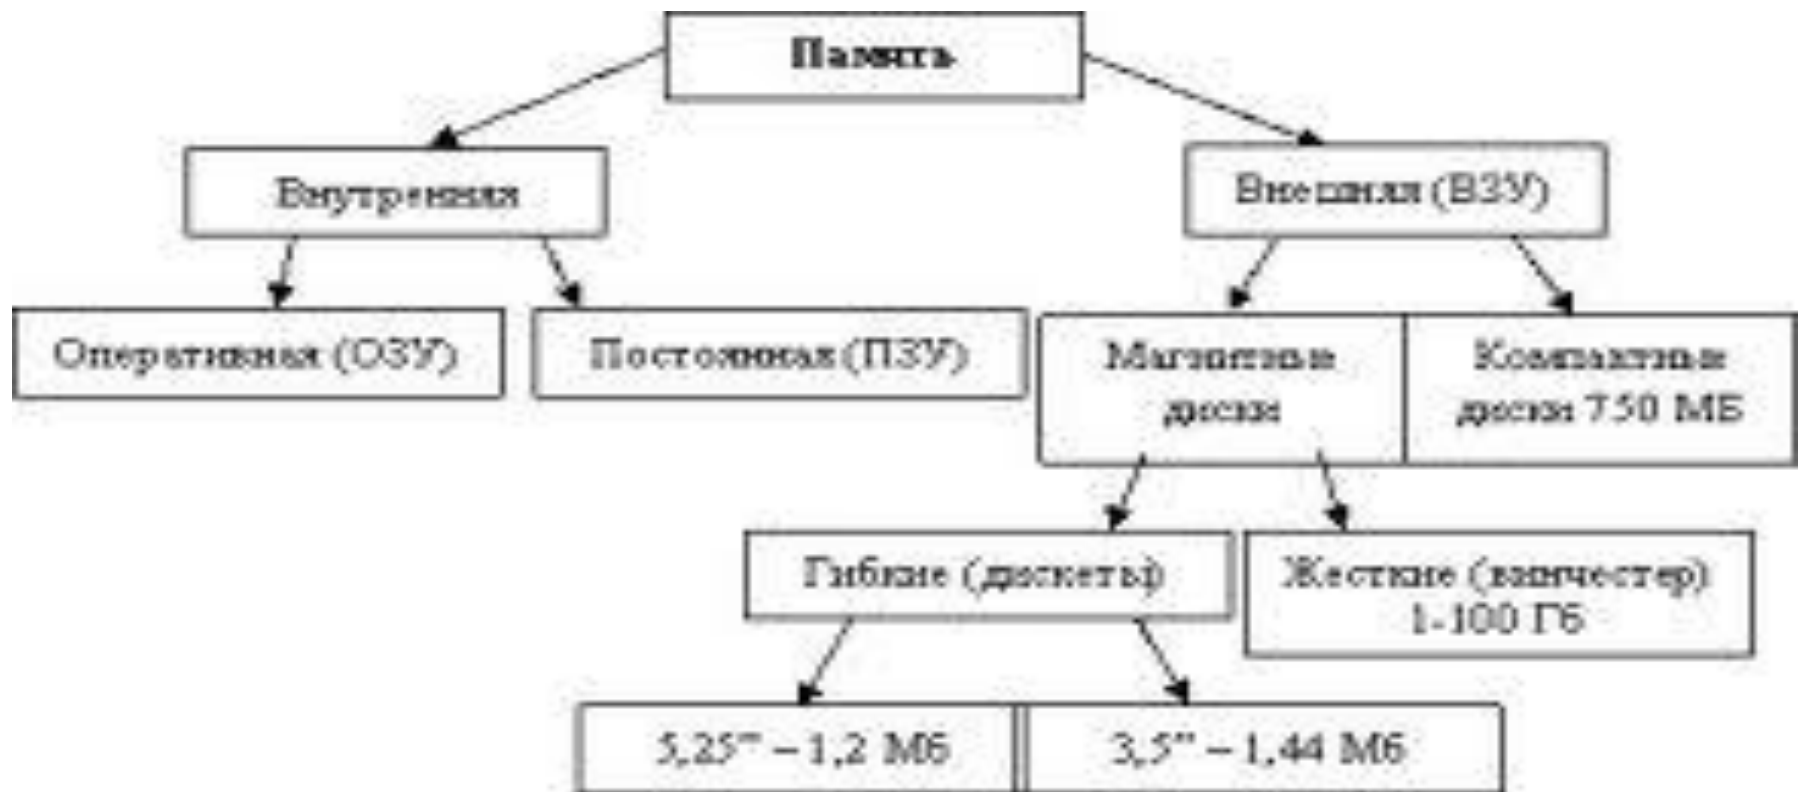 Память
Внутренняя
Внешняя (ВЗУ)
Оперативная (ОЗУ)
Постоянная (ПЗУ)
Магнитные
диски
Компактные
диски 750 МБ
Гибкие (дискеты)
Жесткие (винчестер)
1-100 Гб
5,25'' – 1,2 Мб
3,5'' – 1,44 Мб